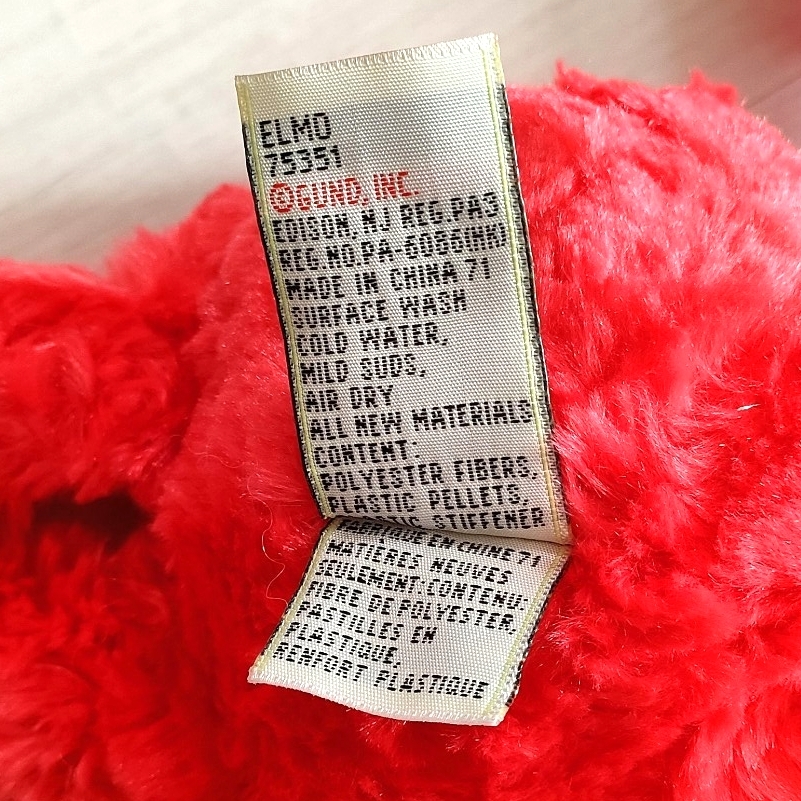 ELMO
75351
©GUND, INC.
EDISON, NJ REG.PA3
REG NO.PA-6086(HK)
MADE IN CHINA 71
SURFACE WASH
COLD WATER,
MILD SUDS,
AIR DRY
ALL NEW MATERIALS
CONTENT:
POLYESTER FIBERS,
PLASTIC PELLETS,
STIFFENER
EN CHINE 71
MATIÈRES NEUVES
SEULEMENT:CONTENU:
FIBRE DE POLYESTER,
PASTILLES EN
PLASTIQUE,
RENFORT PLASTIQUE